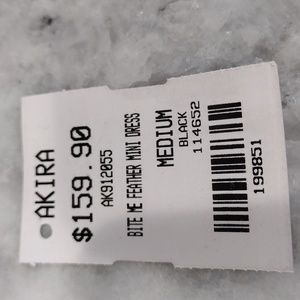 AKIRA
$159.90
AK912055
BITE ME FEATHER MINI DRESS
MEDIUM
BLACK
114652
199851